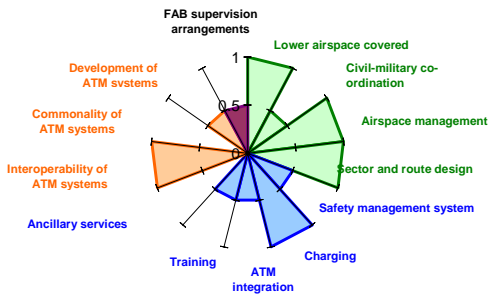 FAB supervision
arrangements
1
Lower airspace covered
Development of
ATM systems
Civil-military co-
ordination
0.5
Commonality of
ATM systems
Airspace management
0
Interoperability of
ATM systems
Sector and route design
Safety management system
Ancillary services
Charging
Training
ATM
integration